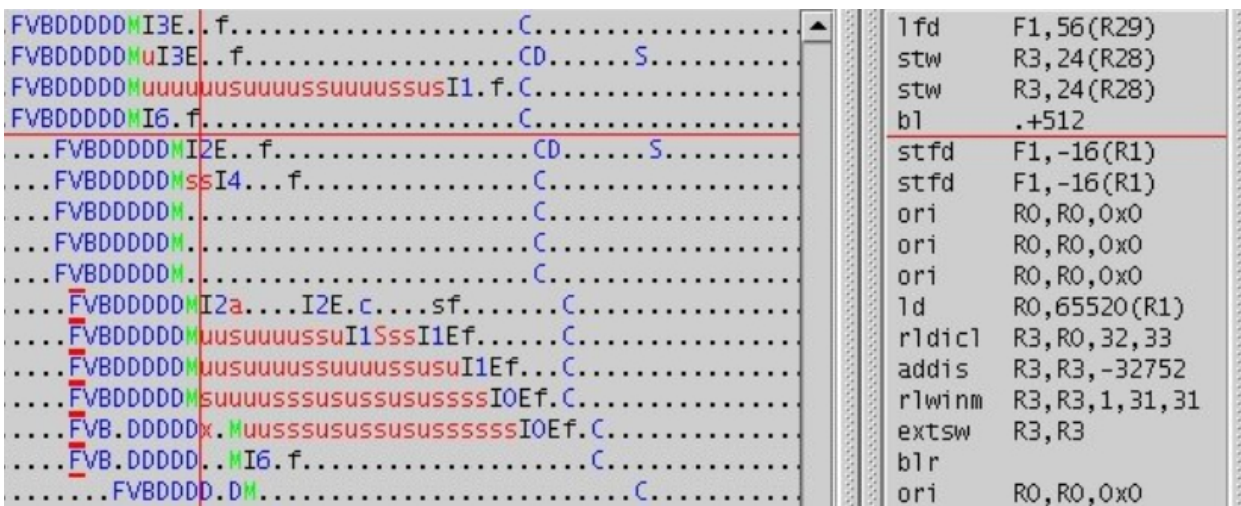 .FVBDDDDDMI3E..f....................C................... lfd F1,56(R29)
FVBDDDDDMuI3E..f....................CD......S.......... stw R3,24(R28)
FVBDDDDDMuuuuuusuuuussuuuussusI1.f.C................... stw R3,24(R28)
FVBDDDDDMI6.f.......................C................... bl .+512
....FVBDDDDDMI2E..f...................CD......S.......... stfd F1,-16(R1)
....FVBDDDDDMssI4...f.................C.................. stfd F1,-16(R1)
....FVBDDDDDM.........................C.................. ori R0,R0,0x0
....FVBDDDDDM.........................C.................. ori R0,R0,0x0
....FVBDDDDDM.........................C.................. ori R0,R0,0x0
.....FVBDDDDDMI2a....I2E.c....sf.......C................ ld R0,65520(R1)
.....FVBDDDDDMuusuuuussuI1SssI1Ef......C................ rldicl R3,R0,32,33
.....FVBDDDDDMuusuuuussuuuussusuI1Ef...C................ addis R3,R3,-32752
.....FVBDDDDDMsuuuusssusussusussssI0Ef.C................ rlwinm R3,R3,1,31,31
.....FVB.DDDDDx.MuusssusussusussssssI0Ef.C.............. extsw R3,R3
.....FVB.DDDDD..MI6.f....................C.............. blr
........FVBDDDD.DM..........................C........... ori R0,R0,0x0